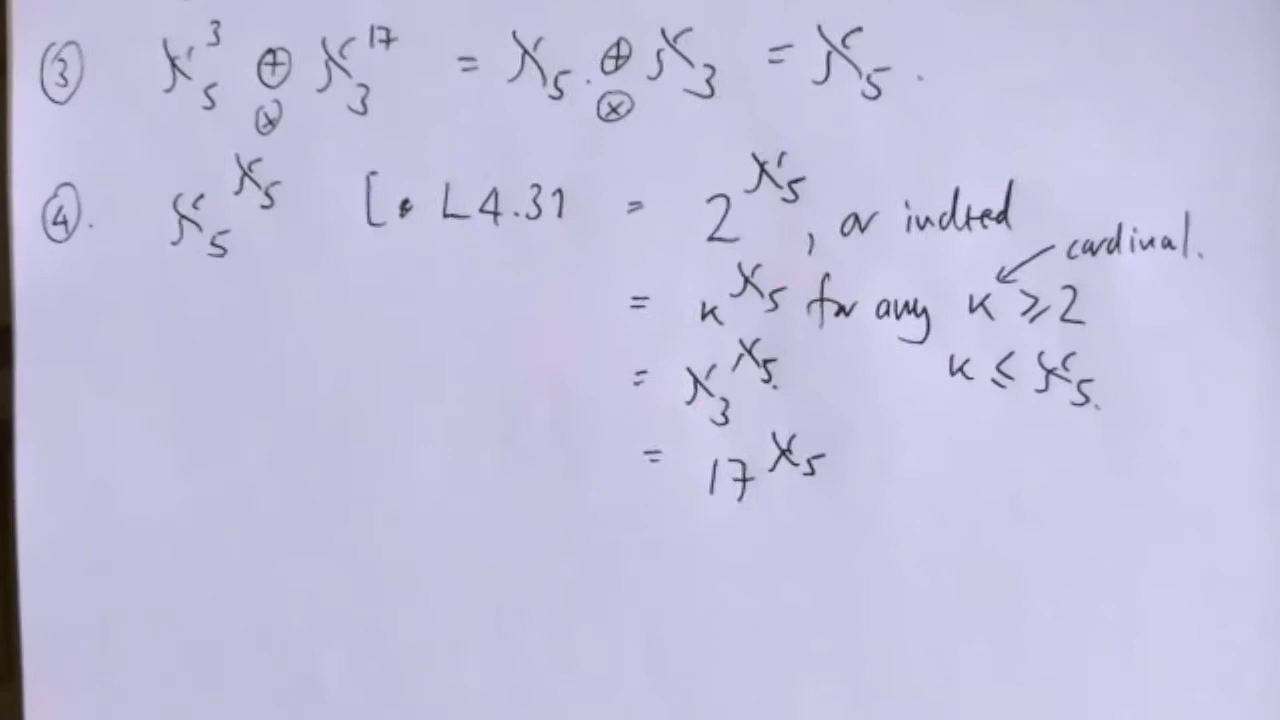 ③ ℵ₅³ ⊕ ℵ₃¹⁷ = ℵ₅ . ⊕ ℵ₃ = ℵ₅ .
⊗ ⊗
④. ℵ₅^ℵ₅ [• L4.31 = 2^ℵ₅ , or indeed
cardinal.
= κ^ℵ₅ for any κ ⩾ 2
κ ≤ ℵ₅.
= ℵ₃^ℵ₅
= 17^ℵ₅